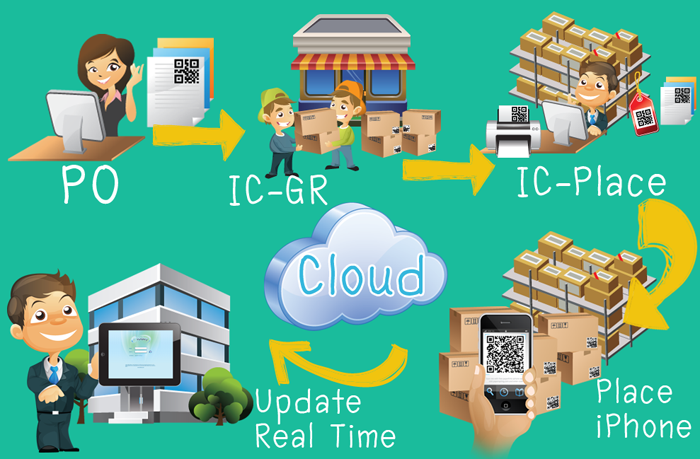 PO
IC-GR
IC-Place
Cloud
Place
iPhone
Update
Real Time